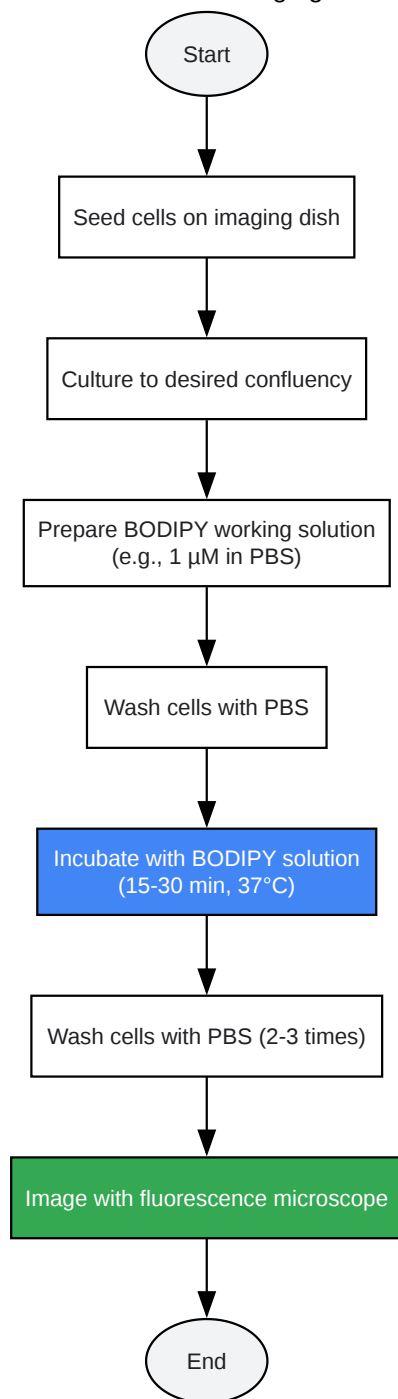 Start
Seed cells on imaging dish
Culture to desired confluency
Prepare BODIPY working solution
(e.g., 1 µM in PBS)
Wash cells with PBS
Incubate with BODIPY solution
(15-30 min, 37°C)
Wash cells with PBS (2-3 times)
Image with fluorescence microscope
End